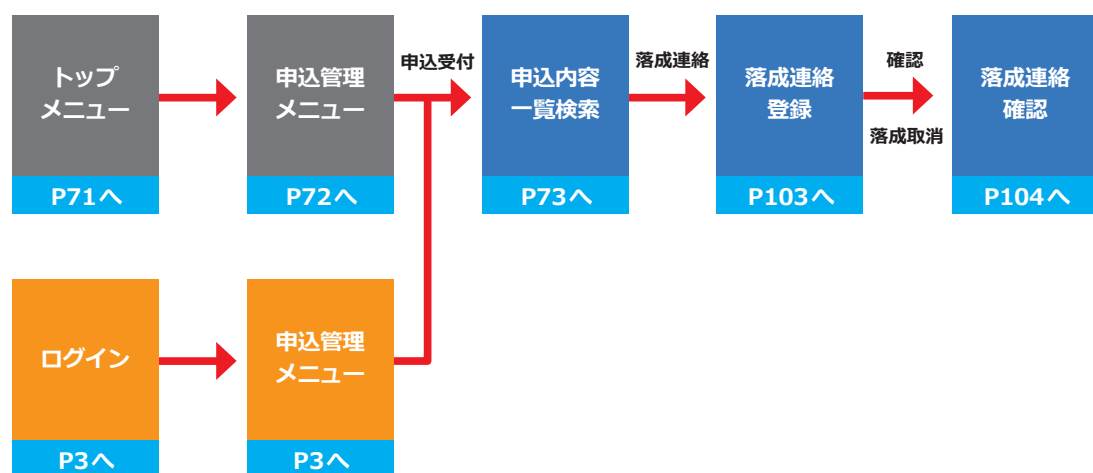 トップ
メニュー
P71へ
申込管理
メニュー
P72へ
申込受付
申込内容
一覧検索
P73へ
落成連絡
落成連絡
登録
P103へ
確認
落成取消
落成連絡
確認
P104へ
ログイン
P3へ
申込管理
メニュー
P3へ